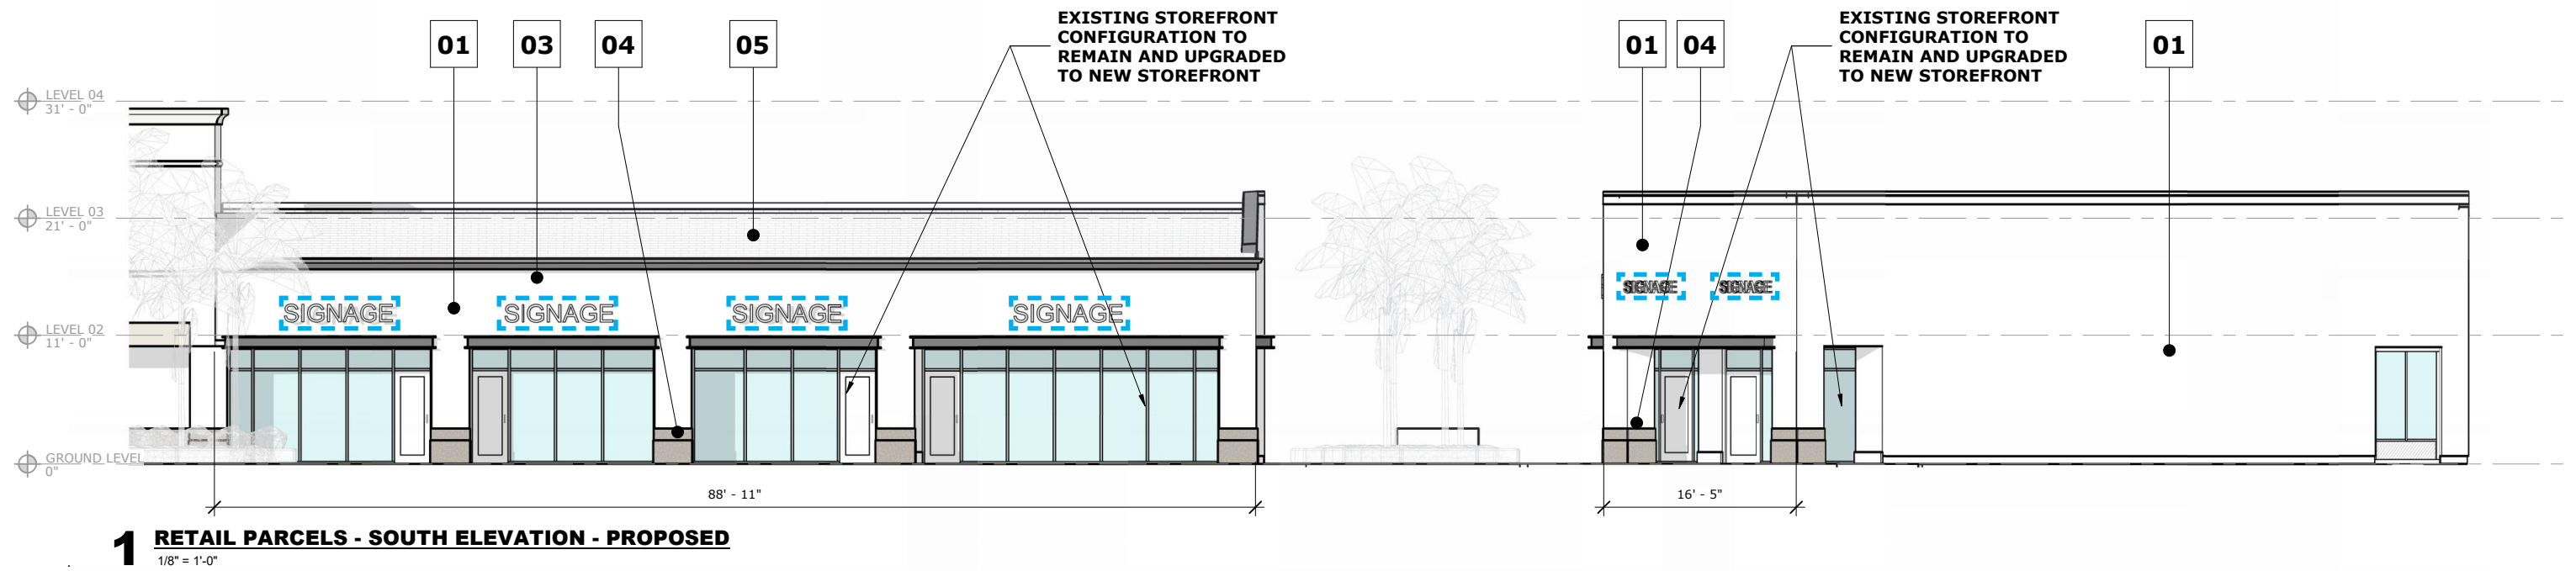 01
03
04
05
EXISTING STOREFRONT
CONFIGURATION TO
REMAIN AND UPGRADED
TO NEW STOREFRONT
01
04
EXISTING STOREFRONT
CONFIGURATION TO
REMAIN AND UPGRADED
TO NEW STOREFRONT
01
LEVEL 04
31' - 0"
LEVEL 03
21' - 0"
SIGNAGE
SIGNAGE
SIGNAGE
SIGNAGE
SIGNAGE
SIGNAGE
LEVEL 02
11' - 0"
GROUND LEVEL
0"
88' - 11"
16' - 5"
1
RETAIL PARCELS - SOUTH ELEVATION - PROPOSED
1/8" = 1'-0"